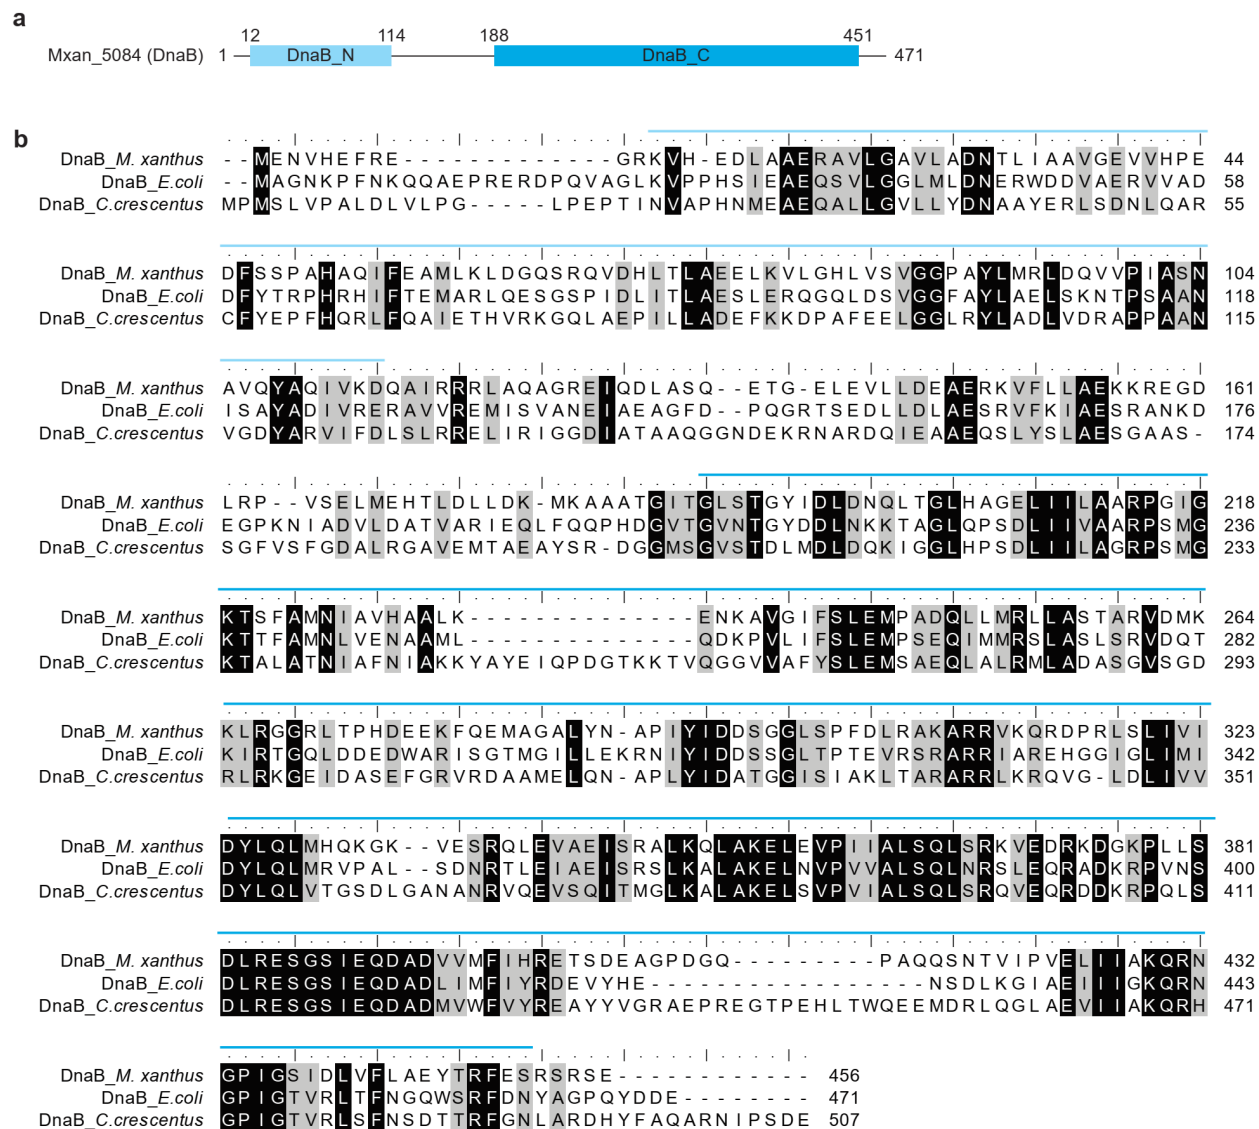 a
12 114 188 451
Mxan_5084 (DnaB) 1 DnaB_N DnaB_C 471
b
DnaB_M. xanthus --MENVHEFRE-------------GRKVH-EDLAAERAVLGAVLADNTLIAAVGEVVHPE 44
DnaB_E.coli --MAGNKPFNKQQAEPRERDPQVAGLKVPPHSIEAEQSVLGGLMLDNERWDDVAERVVAD 58
DnaB_C.crescentus MPMSLVPALDLVLPG-----LPEPTINVAPHNMEAEQALLGVLLYDNAAYERLSDNLQAR 55
DnaB_M. xanthus DFSSPAHAQIFEAMLKLDGQSRQVDHLTLAEELKVLGHLVSVGGPAYLMRLDQVVPIASN 104
DnaB_E.coli DFYTRPHRHIFTEMARLQESGSPIDLITLAESLERQGQLDSVGGFAYLAELSKNTPSAAN 118
DnaB_C.crescentus CFYEPFHQRLFQAIETHVRKGQLAEPILLADEFKKDPAFEELGGLRYLADLVDRAPPAAN 115
DnaB_M. xanthus AVQYAQIVKDQAIRRRLAQAGREIQDLASQ--ETG-ELEVLLDEAERKVFLLAEKKREGD 161
DnaB_E.coli ISAYADIVRERAVVREMISVANEIAEAGFD--PQGRTSEDLLDLAESRVFKIAESRANKD 176
DnaB_C.crescentus VGDYARVIFDLSLRRELIRIGGDIATAAQGGNDEKRNARDQIEAAEQSLYSLAESGAAS- 174
DnaB_M. xanthus LRP--VSELMEHTLDLLDK-MKAAATGLTGLSTGYIDLDNQLTGLHAGELIILAARPGIG 218
DnaB_E.coli EGPKNIADVLDATVARIEQLFQQPHDGVTGVNTGYDDLNKKTAGLQPSDLIIVAARPSMG 236
DnaB_C.crescentus SGFVSFGDALRGAVEMTAEAYSR-DGGMSGVSTDLMDLDQKIGGLHPSDLIILAGRPSMG 233
DnaB_M. xanthus KTSFAMNIAVHAALK---------------ENKAVGIFSLEMPADQLLMRLLASTARVDMK 264
DnaB_E.coli KTTFAMNLVENAAML---------------QDKPVLIFSLEMPSEQIMMRSLASLSRVDQT 282
DnaB_C.crescentus KTALATNIAFNIAKKYAYEIQPDGTKKTVQGGVVAFYSLEMSAEQLALRMLADASGVSGD 293
DnaB_M. xanthus KLRGGRLTPHDEEKFQEMAGALYN-APIYIDDSGGLSPFDLRAKARRVKQRDPRLSLIVI 323
DnaB_E.coli KIRTGQLDDEDWARISGTMGILLEKRNIYIDDSSGLTPTEVRSRARRIAREHGGIGLIMI 342
DnaB_C.crescentus RLRKGEIDASEFGRVRDAAMELQN-APLYIDATGGISIAKLTARARRLKRQVG-LDLIVV 351
DnaB_M. xanthus DYLQLMHQKGK--VESRQLEVAEISRALKQLAKELEVPIIALSQLSRKVEDRKDGKPLLS 381
DnaB_E.coli DYLQLMRVPAL--SDNRTLEIAEISRSLKALAKELNVPVVALSQLNRSLEQRADKRPVNS 400
DnaB_C.crescentus DYLQLVTGSDLGANANRVQEVSQITMGLKALAKELSVPVIALSQLSRQVEQRDDKRPQLS 411
DnaB_M. xanthus DLRESGSIEQDADVVMFIHRETSDEAGPDGQ---------PAQQSNTVIPVELIIAKQRN 432
DnaB_E.coli DLRESGSIEQDADLIMFIYRDEVYHE-----------------NSDLKGIAEIIIGKQRN 443
DnaB_C.crescentus DLRESGSIEQDADMVWFVYREAYYVGRAEPREGTPEHLTWQEEMDRLQGLAEVIIAKQRH 471
DnaB_M. xanthus GPIGSIDLVFLAEYTRFESRSRSE------------ 456
DnaB_E.coli GPIGTVRLTFNGQWSRFDNYAGPQYDDE-------- 471
DnaB_C.crescentus GPIGTVRLSFNSDTTRFGNLARDHYFAQARNIPSDE 507